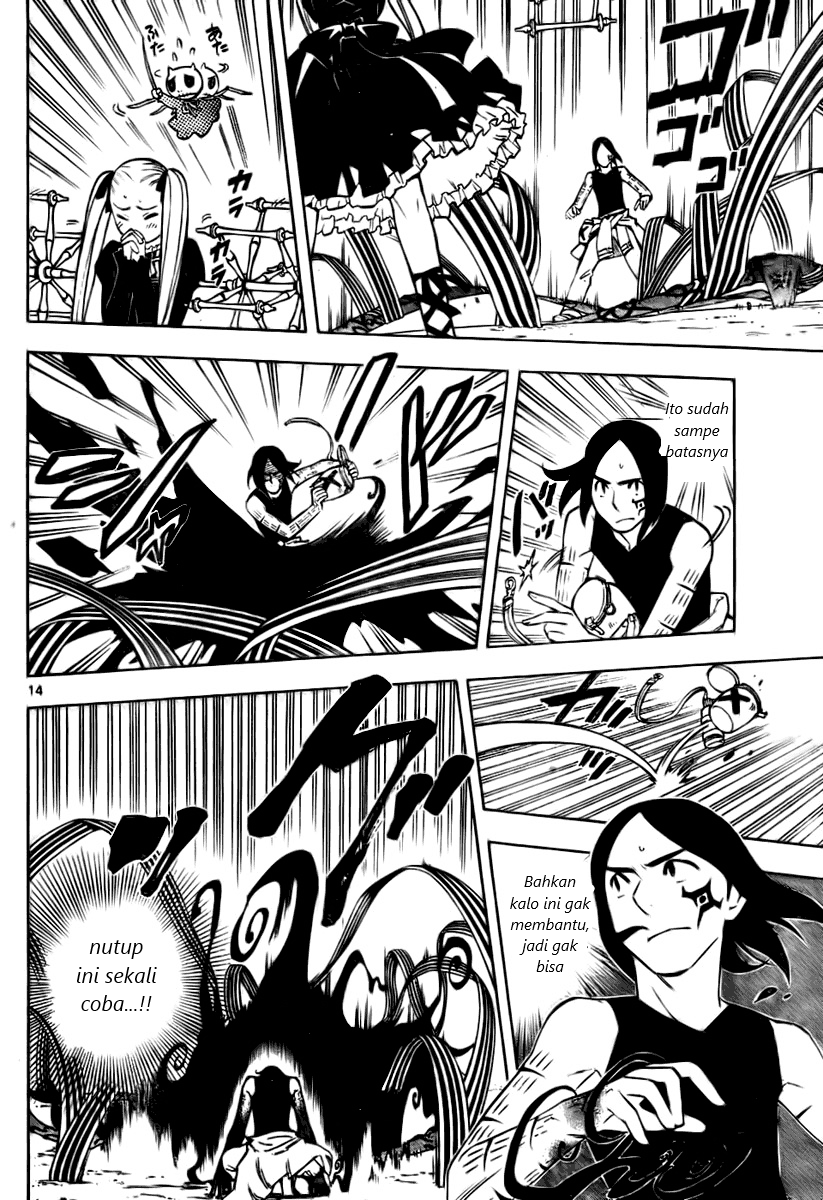 あた
ふた
カラ
カラ
ゴゴゴ
Ito sudah
sampe
batasnya
14
Bahkan
kalo ini gak
membantu,
jadi gak
bisa
nutup
ini sekali
coba...!!